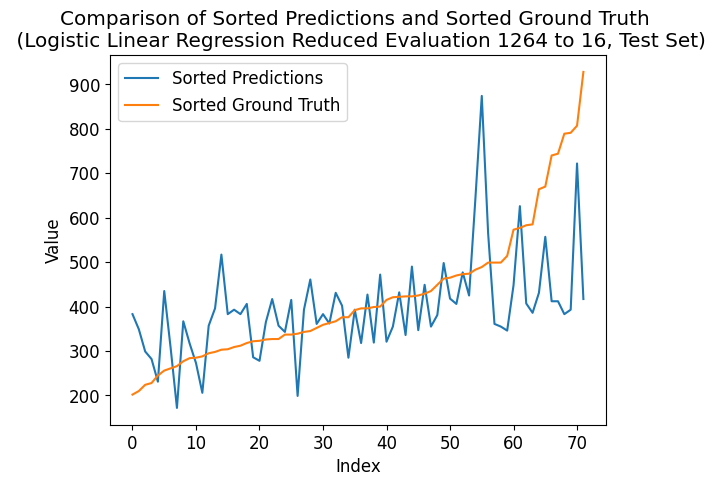 Comparison of Sorted Predictions and Sorted Ground Truth
(Logistic Linear Regression Reduced Evaluation 1264 to 16, Test Set)
Sorted Predictions
Sorted Ground Truth
900
800
700
600
500
400
300
200
Value
0 10 20 30 40 50 60 70
Index